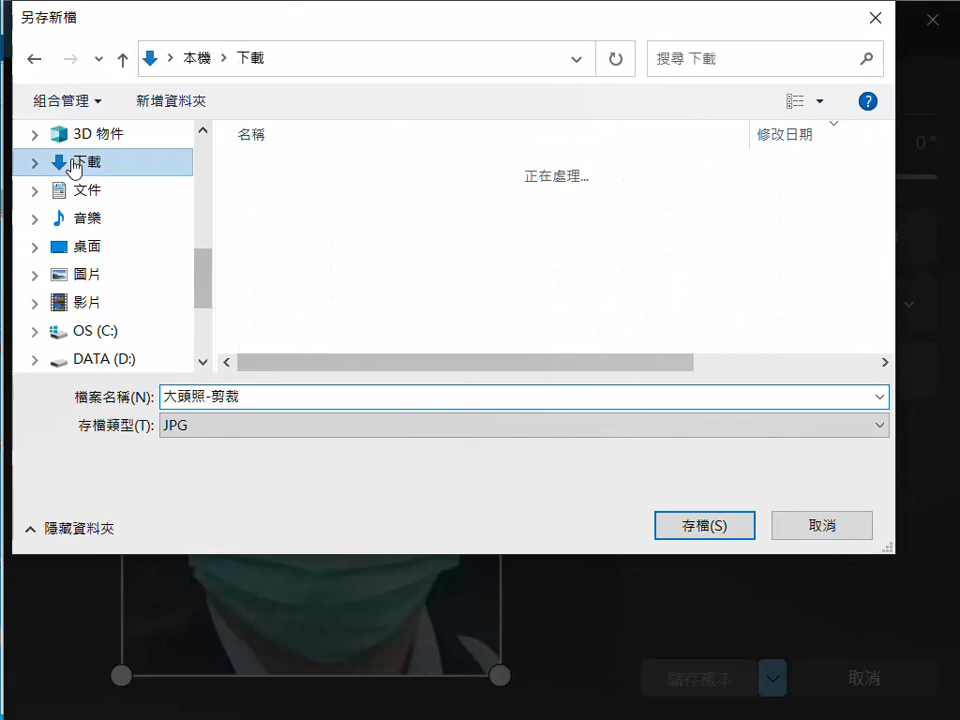 另存新檔
本機 下載
搜尋 下載
組合管理 新增資料夾
?
3D 物件
下載
文件
音樂
桌面
圖片
影片
OS (C:)
DATA (D:)
名稱 修改日期
正在處理...
檔案名稱(N): 大頭照-剪裁
存檔類型(T): JPG
隱藏資料夾
存檔(S) 取消
0°
儲存複本 取消